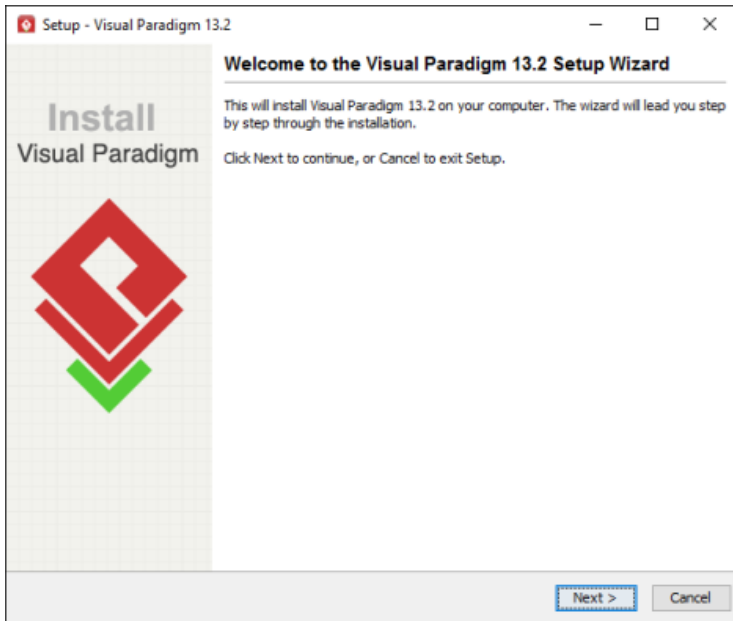 Setup - Visual Paradigm 13.2
Install
Visual Paradigm
Welcome to the Visual Paradigm 13.2 Setup Wizard
This will install Visual Paradigm 13.2 on your computer. The wizard will lead you step
by step through the installation.
Click Next to continue, or Cancel to exit Setup.
Next >
Cancel